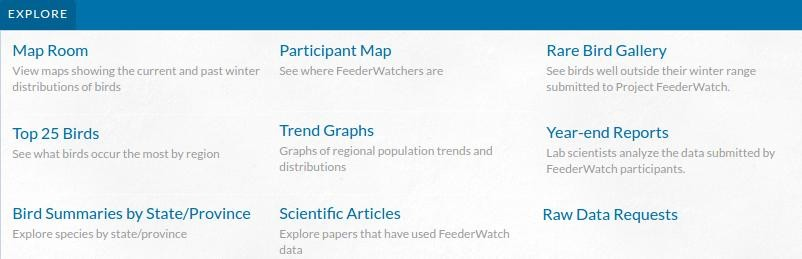 EXPLORE
Map Room
View maps showing the current and past winter
distributions of birds
Participant Map
See where FeederWatchers are
Rare Bird Gallery
See birds well outside their winter range
submitted to Project FeederWatch.
Top 25 Birds
See what birds occur the most by region
Trend Graphs
Graphs of regional population trends and
distributions
Year-end Reports
Lab scientists analyze the data submitted by
FeederWatch participants.
Bird Summaries by State/Province
Explore species by state/province
Scientific Articles
Explore papers that have used FeederWatch
data
Raw Data Requests